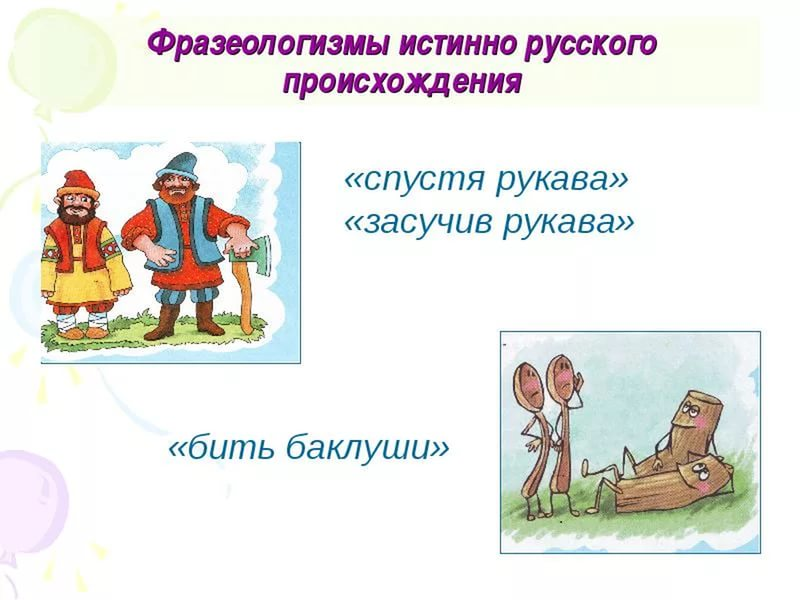 Фразеологизмы истинно русского
происхождения
«спустя рукава»
«засучив рукава»
«бить баклуши»